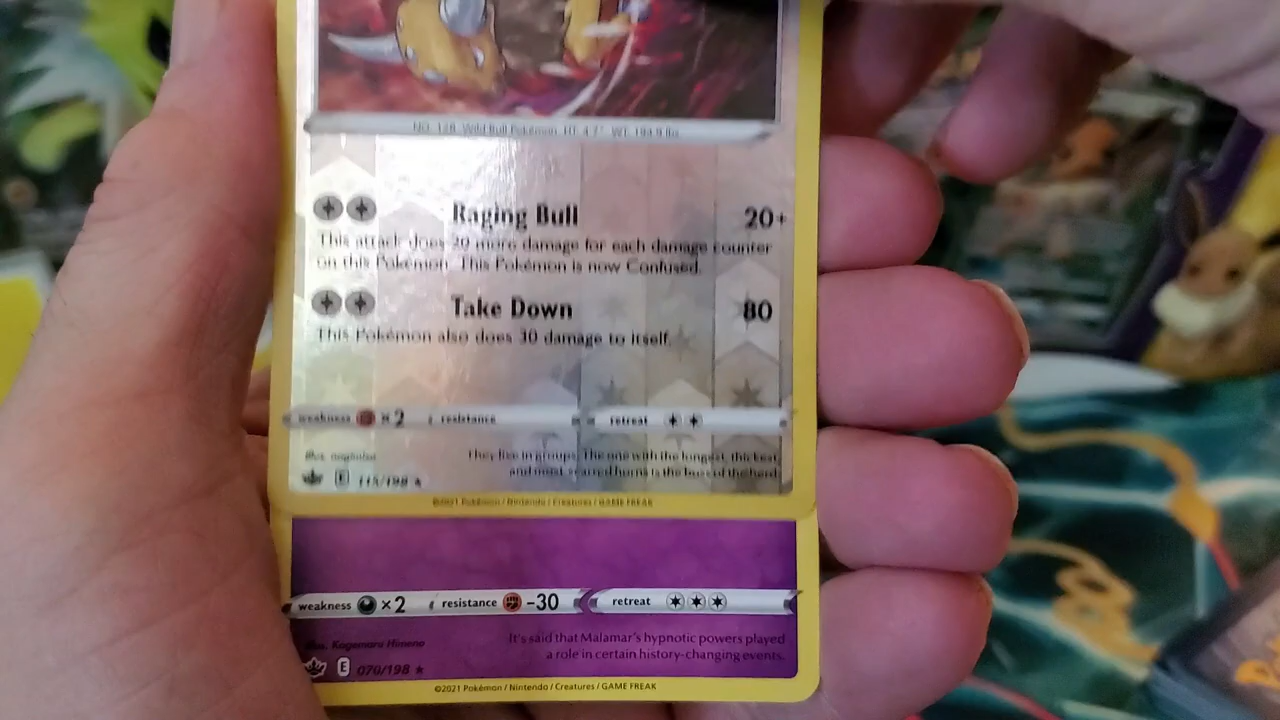 NO. 128 Wild Bull Pokémon HT: 4'7" WT: 194.9 lbs.
Raging Bull 20+
This attack does 20 more damage for each damage counter
on this Pokémon. This Pokémon is now Confused.
Take Down 80
This Pokémon also does 30 damage to itself.
weakness ×2 resistance retreat
They live in groups. The one with the longest, thickest,
Illus.
and most scarred horns is the boss of the herd.
E 115/198
©2021 Pokémon / Nintendo / Creatures / GAME FREAK
weakness ×2 resistance -30 retreat
Illus. Kagemaru Himeno
It's said that Malamar's hypnotic powers played
a role in certain history-changing events.
E 070/198
©2021 Pokémon / Nintendo / Creatures / GAME FREAK